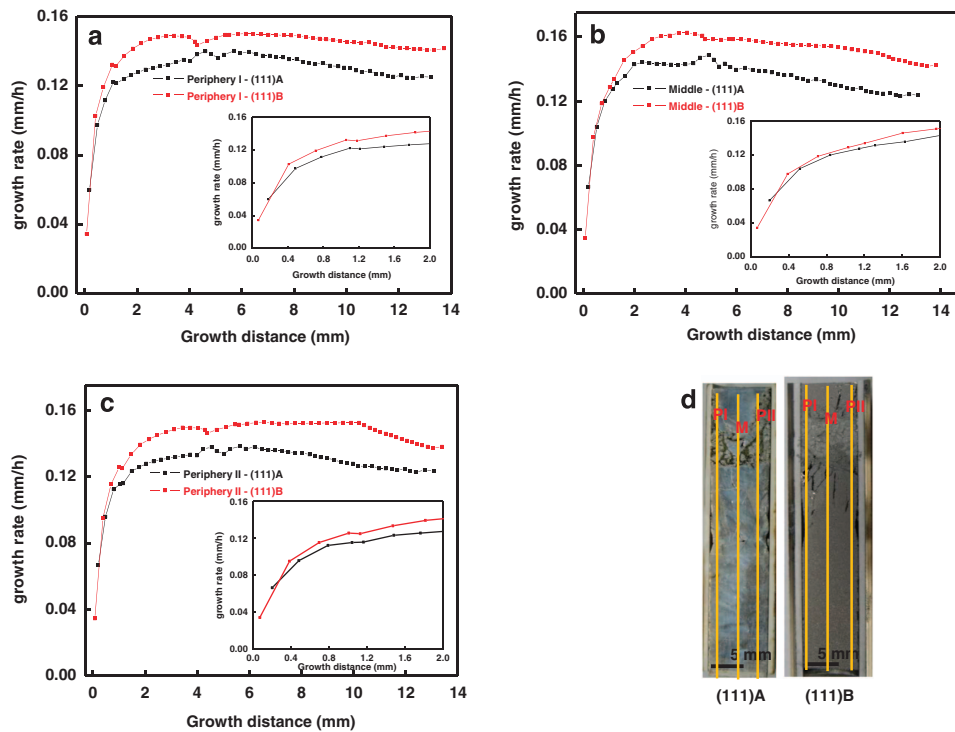 a
growth rate (mm/h)
0.16
0.12
0.08
0.04
0.00
Periphery I - (111)A
Periphery I - (111)B
growth rate (mm/h)
0.16
0.12
0.08
0.04
0.00
0.0 0.4 0.8 1.2 1.6 2.0
Growth distance (mm)
0 2 4 6 8 10 12 14
Growth distance (mm)
b
growth rate (mm/h)
0.16
0.12
0.08
0.04
0.00
Middle - (111)A
Middle - (111)B
growth rate (mm/h)
0.16
0.12
0.08
0.04
0.00
0.0 0.4 0.8 1.2 1.6 2.0
Growth distance (mm)
0 2 4 6 8 10 12 14
Growth distance (mm)
c
growth rate (mm/h)
0.16
0.12
0.08
0.04
0.00
Periphery II - (111)A
Periphery II - (111)B
growth rate (mm/h)
0.16
0.12
0.08
0.04
0.00
0.0 0.4 0.8 1.2 1.6 2.0
Growth distance (mm)
0 2 4 6 8 10 12 14
Growth distance (mm)
d
PI M PII
5 mm
(111)A
PI M PII
5 mm
(111)B